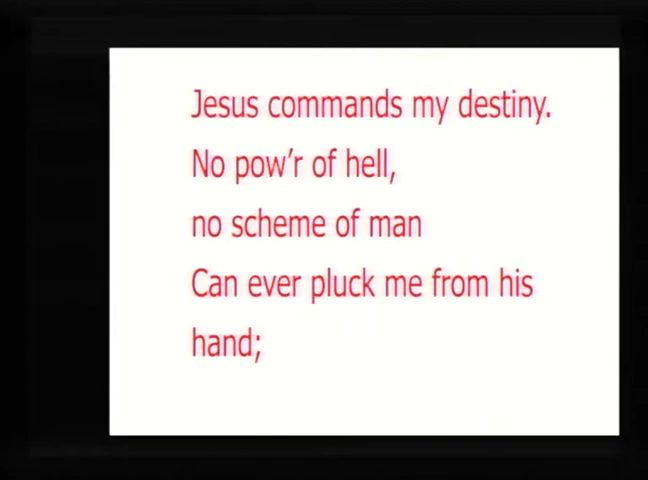 Jesus commands my destiny.
No pow'r of hell,
no scheme of man
Can ever pluck me from his
hand;